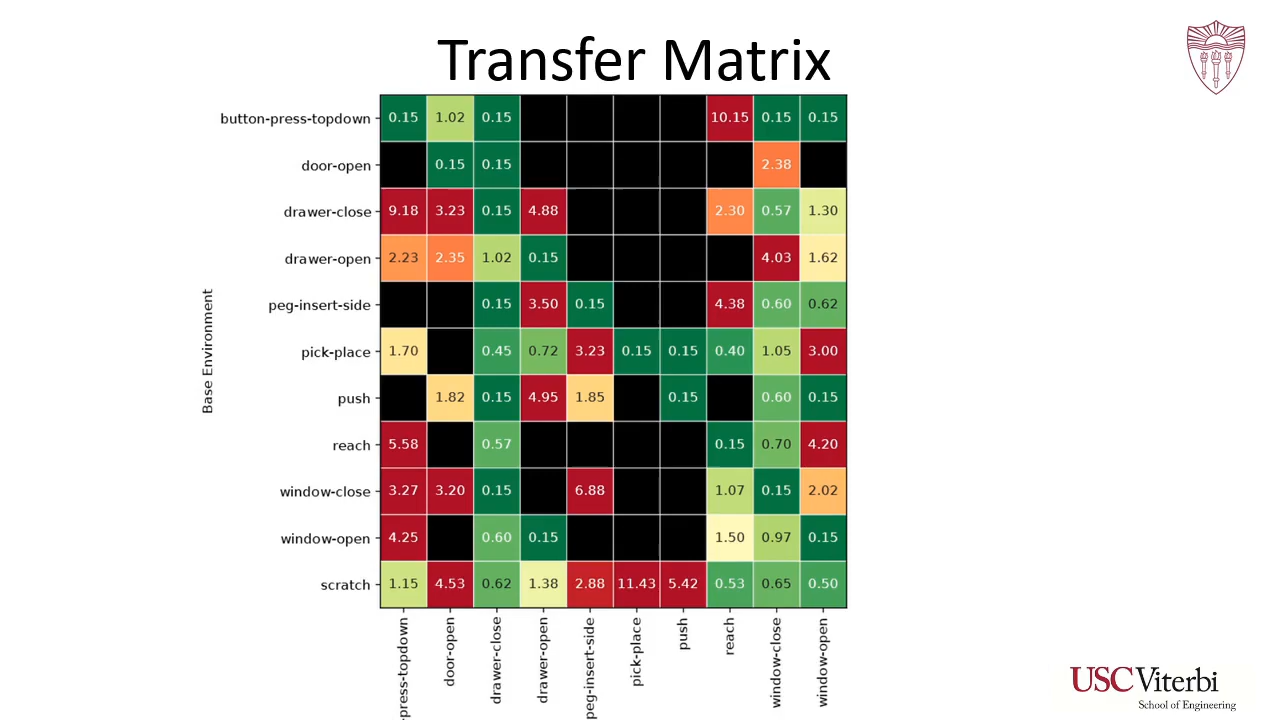 Transfer Matrix
button-press-topdown 0.15 1.02 0.15 10.15 0.15 0.15
door-open 0.15 0.15 2.38
drawer-close 9.18 3.23 0.15 4.88 2.30 0.57 1.30
drawer-open 2.23 2.35 1.02 0.15 4.03 1.62
peg-insert-side 0.15 3.50 0.15 4.38 0.60 0.62
Base Environment
pick-place 1.70 0.45 0.72 3.23 0.15 0.15 0.40 1.05 3.00
push 1.82 0.15 4.95 1.85 0.15 0.60 0.15
reach 5.58 0.57 0.15 0.70 4.20
window-close 3.27 3.20 0.15 6.88 1.07 0.15 2.02
window-open 4.25 0.60 0.15 1.50 0.97 0.15
scratch 1.15 4.53 0.62 1.38 2.88 11.43 5.42 0.53 0.65 0.50
-press-topdown
door-open
drawer-close
drawer-open
peg-insert-side
pick-place
push
reach
window-close
window-open
USC Viterbi
School of Engineering